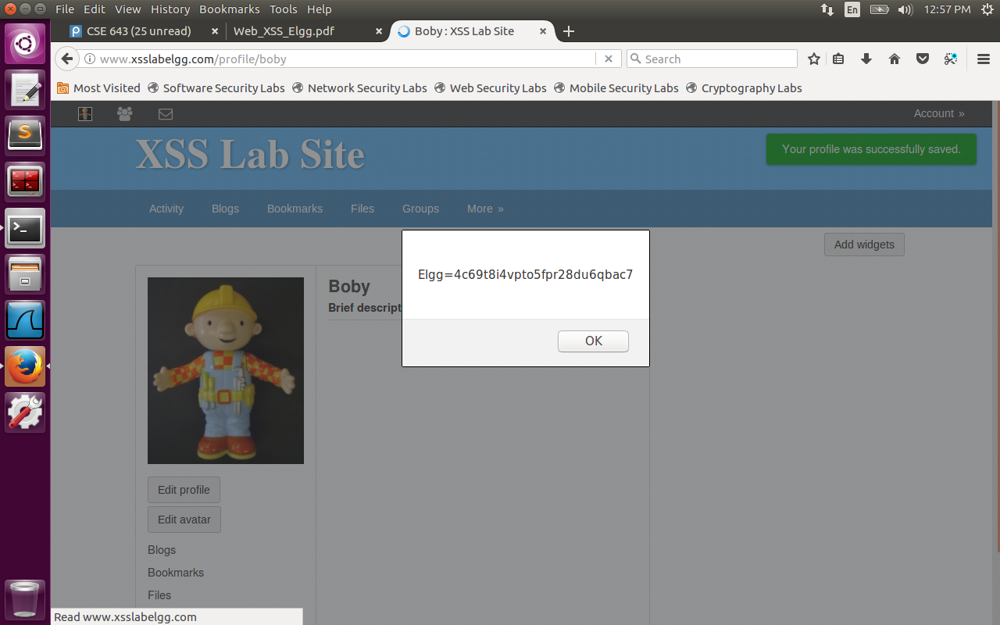 File Edit View History Bookmarks Tools Help
En
12:57 PM
CSE 643 (25 unread)
Web_XSS_Elgg.pdf
Boby : XSS Lab Site
www.xsslabelgg.com/profile/boby
Search
Most Visited Software Security Labs Network Security Labs Web Security Labs Mobile Security Labs Cryptography Labs
Account »
XSS Lab Site
Your profile was successfully saved.
Activity Blogs Bookmarks Files Groups More »
Add widgets
Elgg=4c69t8i4vpto5fpr28du6qbac7
OK
Boby
Brief descript
Edit profile
Edit avatar
Blogs
Bookmarks
Files
Read www.xsslabelgg.com